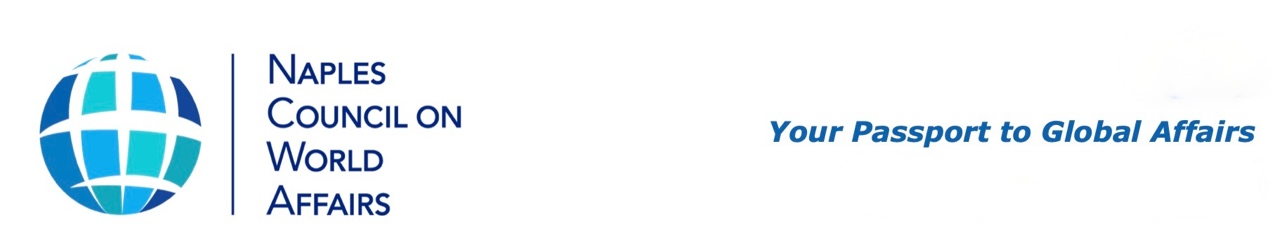 Naples
Council on
World
Affairs
Your Passport to Global Affairs